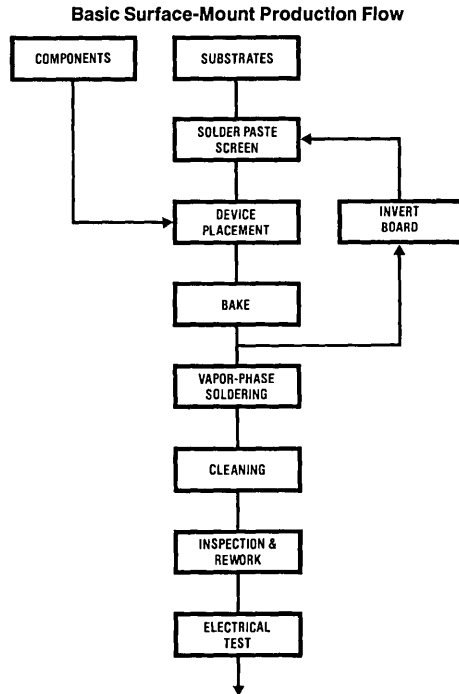 Basic Surface-Mount Production Flow
COMPONENTS
SUBSTRATES
SOLDER PASTE
SCREEN
DEVICE
PLACEMENT
INVERT
BOARD
BAKE
VAPOR-PHASE
SOLDERING
CLEANING
INSPECTION &
REWORK
ELECTRICAL
TEST